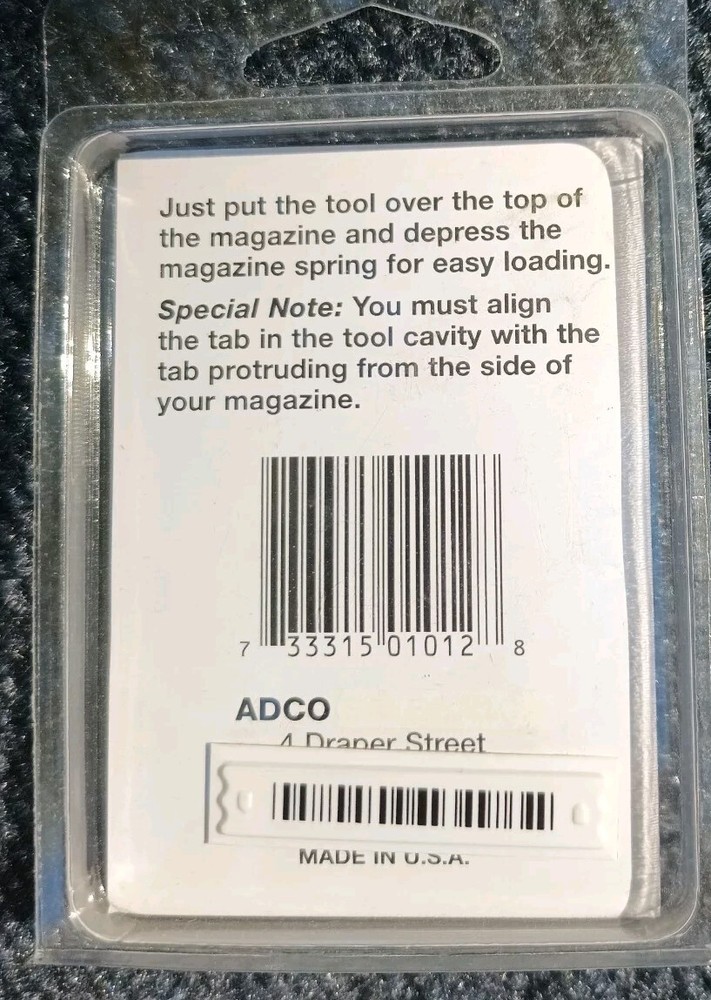 Just put the tool over the top of
the magazine and depress the
magazine spring for easy loading.
Special Note: You must align
the tab in the tool cavity with the
tab protruding from the side of
your magazine.
7 33315 01012 8
ADCO
4 Draper Street
MADE IN U.S.A.